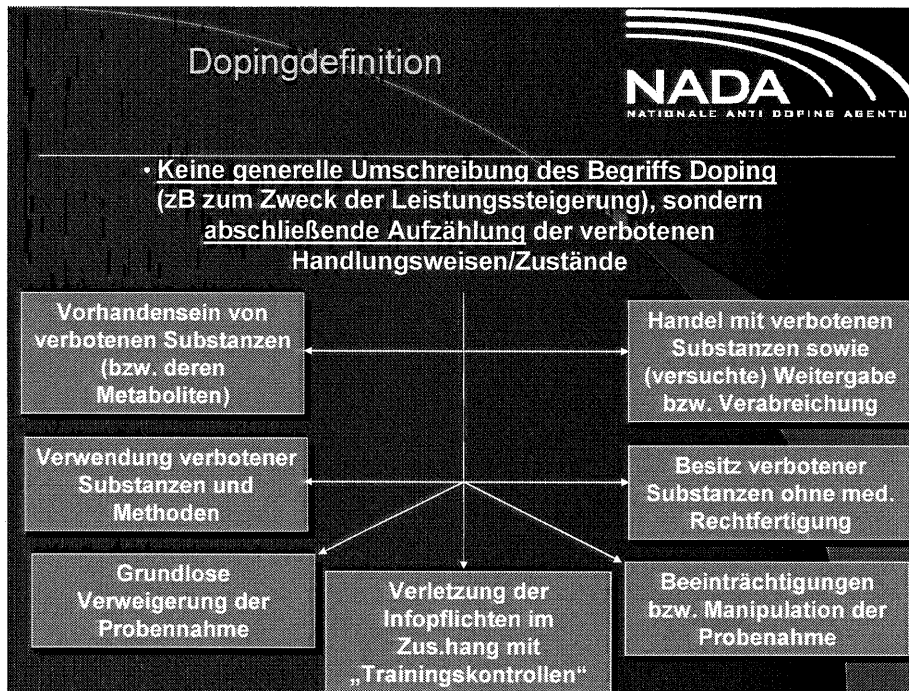 Dopingdefinition
NADA
NATIONALE ANTI DOPING AGENTU
· Keine generelle Umschreibung des Begriffs Doping
(zB zum Zweck der Leistungssteigerung), sondern
abschließende Aufzählung der verbotenen
Handlungsweisen/Zustände
Vorhandensein von
verbotenen Substanzen
(bzw. deren
Metaboliten)
Handel mit verbotenen
Substanzen sowie
(versuchte) Weitergabe
bzw. Verabreichung
Verwendung verbotener
Substanzen und
Methoden
Besitz verbotener
Substanzen ohne med.
Rechtfertigung
Grundlose
Verweigerung der
Probennahme
Verletzung der
Infopflichten im
Zus.hang mit
„Trainingskontrollen“
Beeinträchtigungen
bzw. Manipulation der
Probenahme